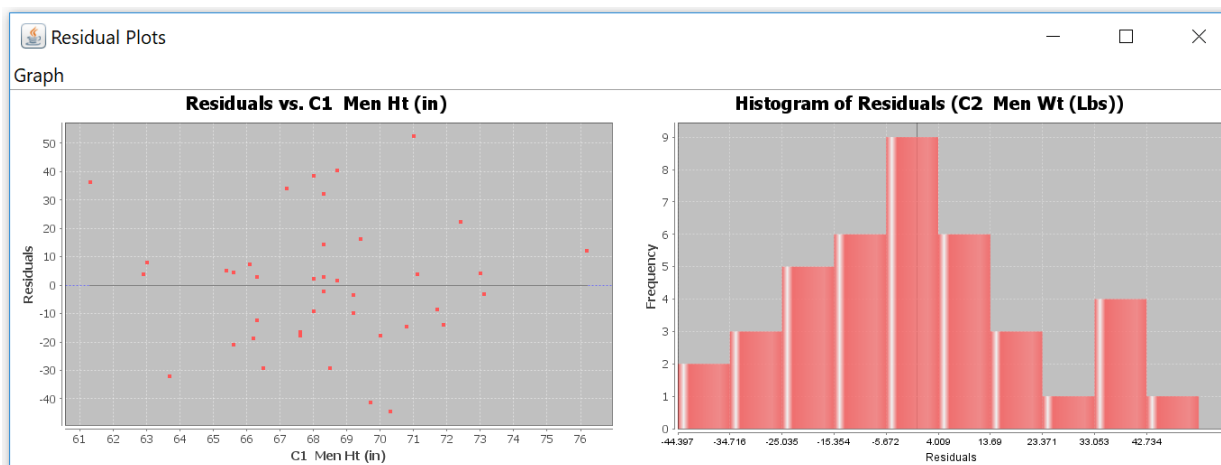 Residual Plots
Graph
Residuals vs. C1  Men Ht (in)
50
40
30
20
10
0
-10
-20
-30
-40
Residuals
61 62 63 64 65 66 67 68 69 70 71 72 73 74 75 76
C1  Men Ht (in)
Histogram of Residuals (C2  Men Wt (Lbs))
9
8
7
6
5
4
3
2
1
0
Frequency
-44.397 -34.716 -25.035 -15.354 -5.672 4.009 13.69 23.371 33.053 42.734
Residuals